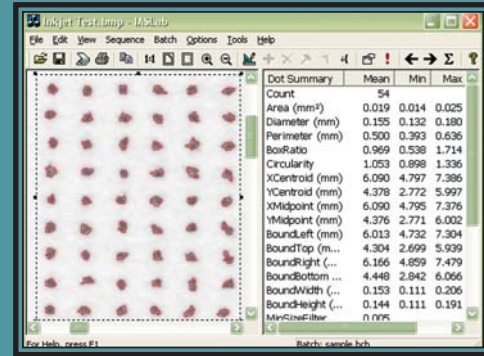 Inkjet Test.bmp - IASLab
File Edit View Sequence Batch Options Tools Help
1:1 Σ ?
Dot Summary Mean Min Max
Count 54
Area (mm²) 0.019 0.014 0.025
Diameter (mm) 0.155 0.132 0.180
Perimeter (mm) 0.500 0.393 0.636
BoxRatio 0.969 0.538 1.714
Circularity 1.053 0.898 1.336
XCentroid (mm) 6.090 4.797 7.386
YCentroid (mm) 4.378 2.772 5.997
XMidpoint (mm) 6.090 4.795 7.376
YMidpoint (mm) 4.376 2.771 6.002
BoundLeft (mm) 6.013 4.732 7.304
BoundTop (m... 4.304 2.699 5.939
BoundRight (... 6.166 4.859 7.479
BoundBottom ... 4.448 2.842 6.066
BoundWidth (... 0.153 0.111 0.206
BoundHeight (... 0.144 0.111 0.191
MinSizeFilter 0.005
For Help, press F1 Batch: sample.bch